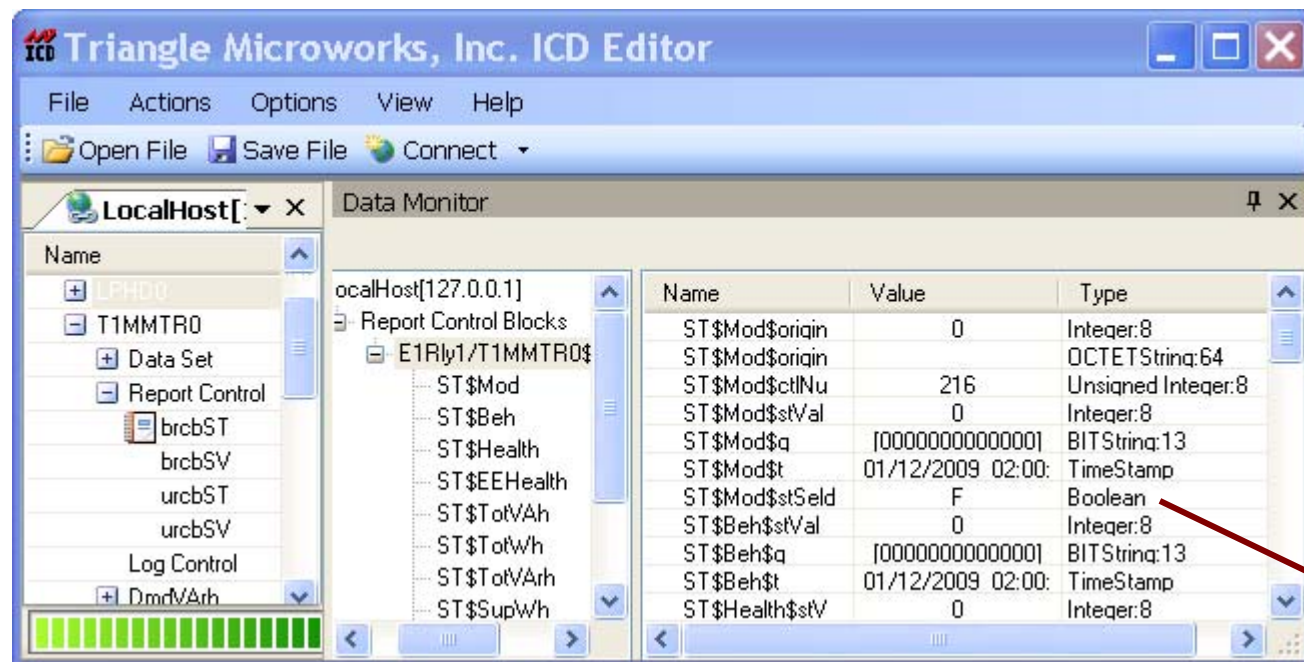 ICD Triangle Microworks, Inc. ICD Editor
File Actions Options View Help
Open File Save File Connect
LocalHost[
Data Monitor
Name
LPHD0
T1MMTR0
Data Set
Report Control
brcbST
brcbSV
urcbST
urcbSV
Log Control
DmdVArh
ocalHost[127.0.0.1]
Report Control Blocks
E1Rly1/T1MMTR0$
ST$Mod
ST$Beh
ST$Health
ST$EEHealth
ST$TotVAh
ST$TotWh
ST$TotVArh
ST$SupWh
Name Value Type
ST$Mod$origin 0 Integer:8
ST$Mod$origin OCTETString:64
ST$Mod$ctlNu 216 Unsigned Integer:8
ST$Mod$stVal 0 Integer:8
ST$Mod$q [0000000000000] BITString:13
ST$Mod$t 01/12/2009 02:00: TimeStamp
ST$Mod$stSeld F Boolean
ST$Beh$stVal 0 Integer:8
ST$Beh$q [0000000000000] BITString:13
ST$Beh$t 01/12/2009 02:00: TimeStamp
ST$Health$stV 0 Integer:8